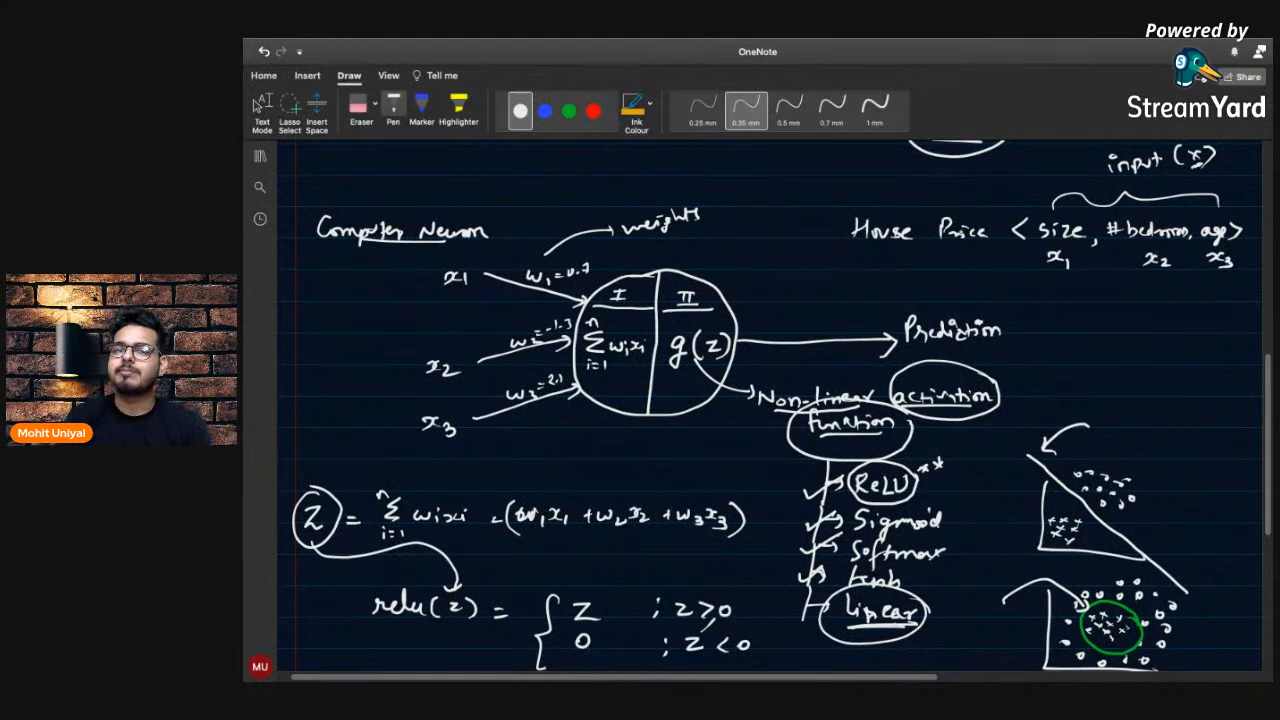 Powered by
StreamYard
OneNote
Home Insert Draw View Tell me
Share
Text Mode
Lasso Select
Insert Space
Eraser
Pen
Marker
Highlighter
Ink Colour
0.25 mm 0.35 mm 0.5 mm 0.7 mm 1 mm
input (x)
Computer Neuron
weights
House Price < size, # bedroom, age >
x1 x2 x3
x1
w1=0.7
I II
w2=-1.3
n
Σ wixi
i=1
g(z)
Prediction
x2
w3=2.1
x3
Non-linear activation
function
ReLU **
Sigmoid
Softmax
tanh
Linear
Z = n Σ i=1 wixi = (w1x1 + w2x2 + w3x3)
relu(z) = { Z ; z > 0
0 ; z < 0
Mohit Uniyal
MU